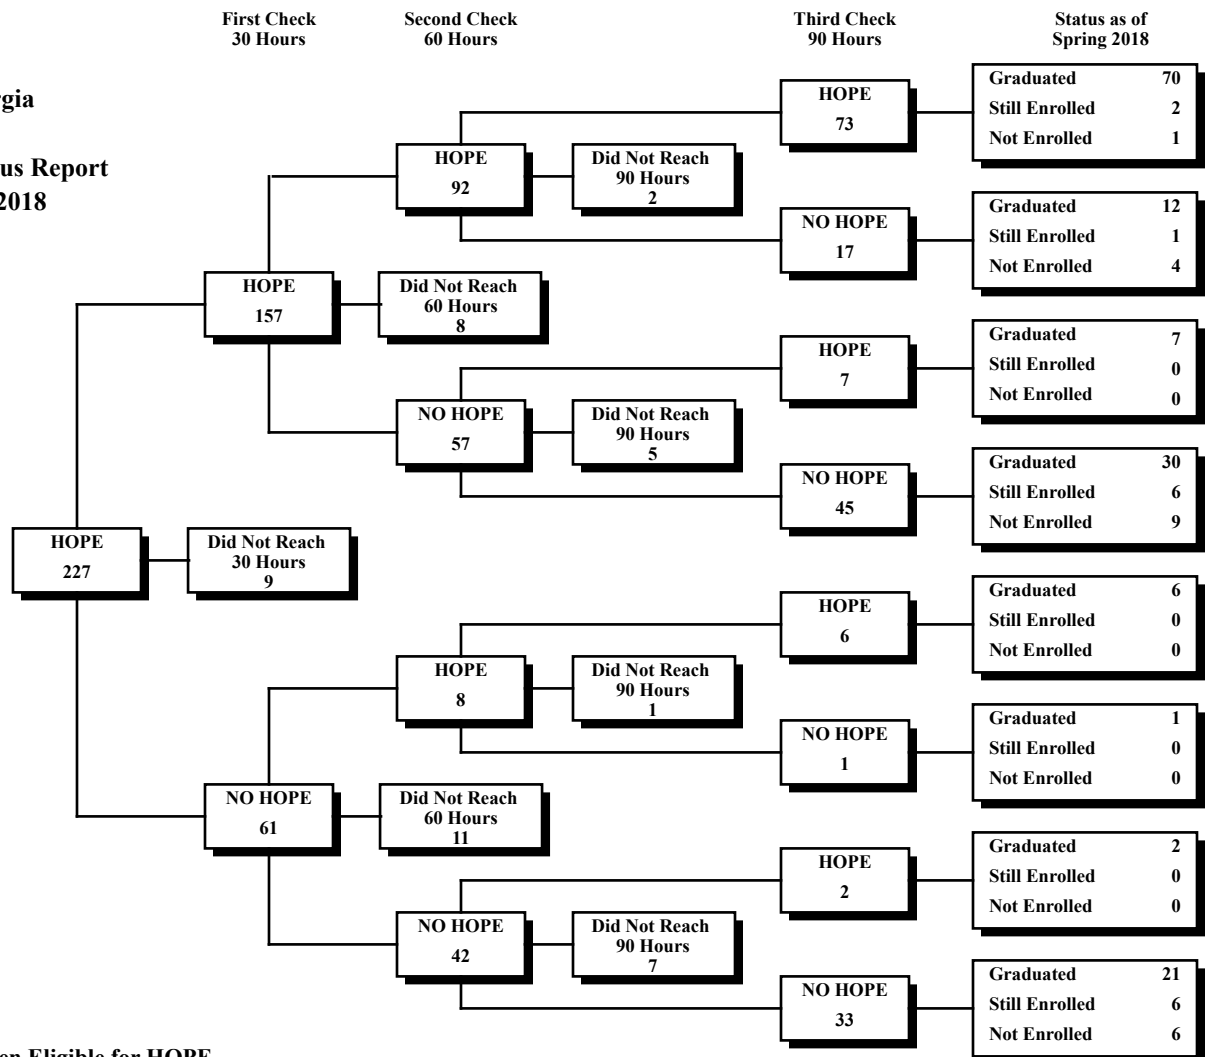 First Check
30 Hours
Second Check
60 Hours
Third Check
90 Hours
Status as of
Spring 2018
us Report
2018
HOPE
227
Did Not Reach
30 Hours
9
HOPE
157
Did Not Reach
60 Hours
8
NO HOPE
61
Did Not Reach
60 Hours
11
HOPE
92
Did Not Reach
90 Hours
2
NO HOPE
57
Did Not Reach
90 Hours
5
HOPE
8
Did Not Reach
90 Hours
1
NO HOPE
42
Did Not Reach
90 Hours
7
HOPE
73
Graduated 70
Still Enrolled 2
Not Enrolled 1
NO HOPE
17
Graduated 12
Still Enrolled 1
Not Enrolled 4
HOPE
7
Graduated 7
Still Enrolled 0
Not Enrolled 0
NO HOPE
45
Graduated 30
Still Enrolled 6
Not Enrolled 9
HOPE
6
Graduated 6
Still Enrolled 0
Not Enrolled 0
NO HOPE
1
Graduated 1
Still Enrolled 0
Not Enrolled 0
HOPE
2
Graduated 2
Still Enrolled 0
Not Enrolled 0
NO HOPE
33
Graduated 21
Still Enrolled 6
Not Enrolled 6
en Eligible for HOPE